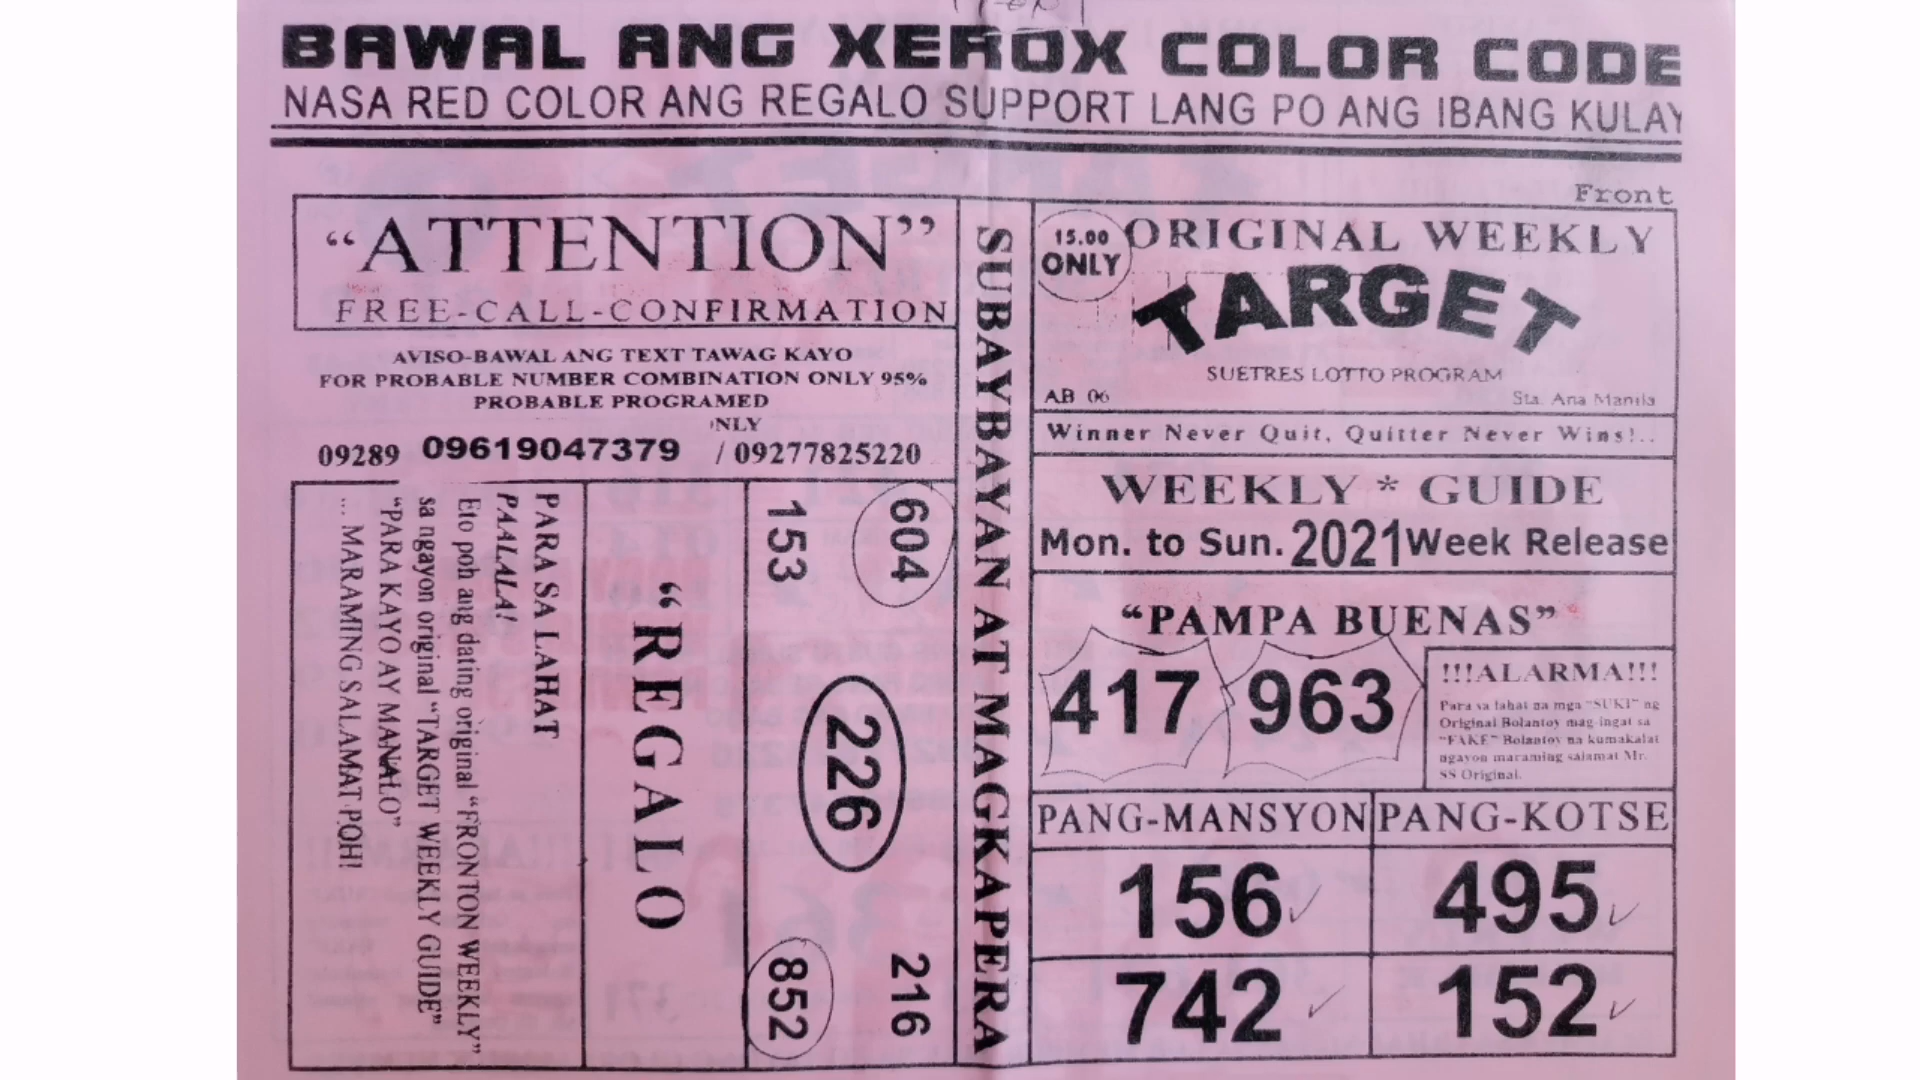 BAWAL ANG XEROX COLOR CODE
NASA RED COLOR ANG REGALO SUPPORT LANG PO ANG IBANG KULAY
Front
"ATTENTION"
FREE-CALL-CONFIRMATION
AVISO-BAWAL ANG TEXT TAWAG KAYO
FOR PROBABLE NUMBER COMBINATION ONLY 95%
PROBABLE PROGRAMED
NLY
09289 09619047379 / 09277825220
PARA SA LAHAT
PAALALA!
Eto poh ang dating original "FRONTON WEEKLY"
sa ngayon original "TARGET WEEKLY GUIDE"
"PARA KAYO AY MANALO"
... MARAMING SALAMAT POH!
"REGALO
604
153
226
216
852
SUBAYBAYAN AT MAGKAPERA
15.00
ONLY
ORIGINAL WEEKLY
TARGET
SUETRES LOTTO PROGRAM
AB 06
Sta. Ana Manila
Winner Never Quit, Quitter Never Wins!..
WEEKLY * GUIDE
Mon. to Sun. 2021 Week Release
"PAMPA BUENAS"
417 963
!!!ALARMA!!!
Para sa lahat na mga "SUKI" ng
Original Bolantoy mag-ingat sa
"FAKE" Bolantoy na kumakalat
ngayon maraming salamat Mr.
SS Original.
PANG-MANSYON PANG-KOTSE
156 495
742 152